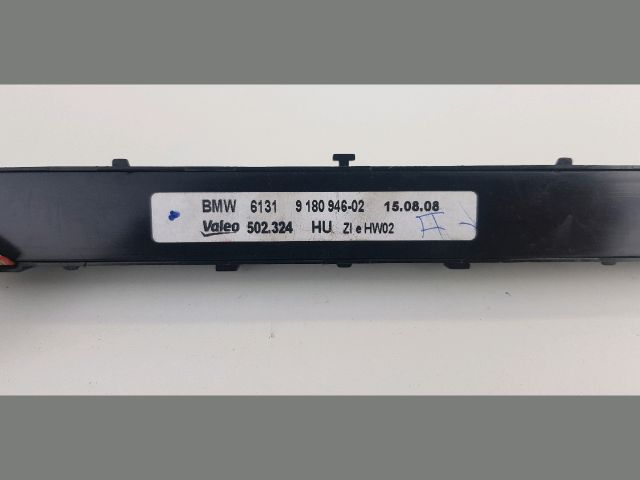 BMW 6131 9 180 946-02 15.08.08
Valeo 502.324 HU ZI e HW02